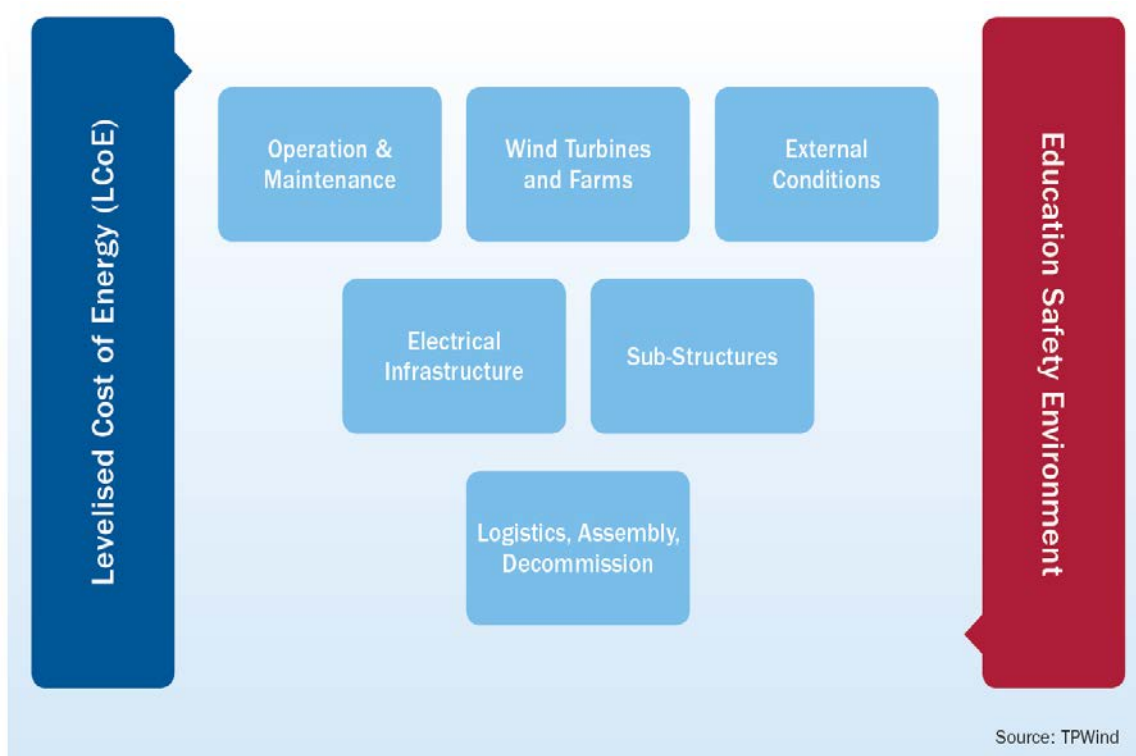 Levelised Cost of Energy (LCoE)
Operation &
Maintenance
Wind Turbines
and Farms
External
Conditions
Electrical
Infrastructure
Sub-Structures
Logistics, Assembly,
Decommission
Education Safety Environment
Source: TPWind